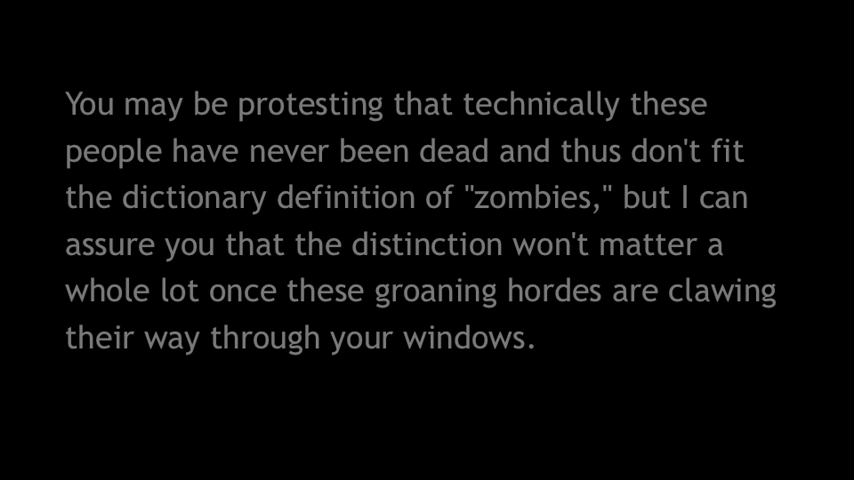 You may be protesting that technically these
people have never been dead and thus don't fit
the dictionary definition of "zombies," but I can
assure you that the distinction won't matter a
whole lot once these groaning hordes are clawing
their way through your windows.